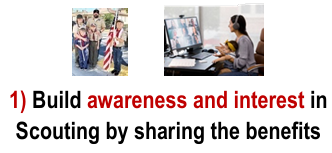 1) Build awareness and interest in
Scouting by sharing the benefits